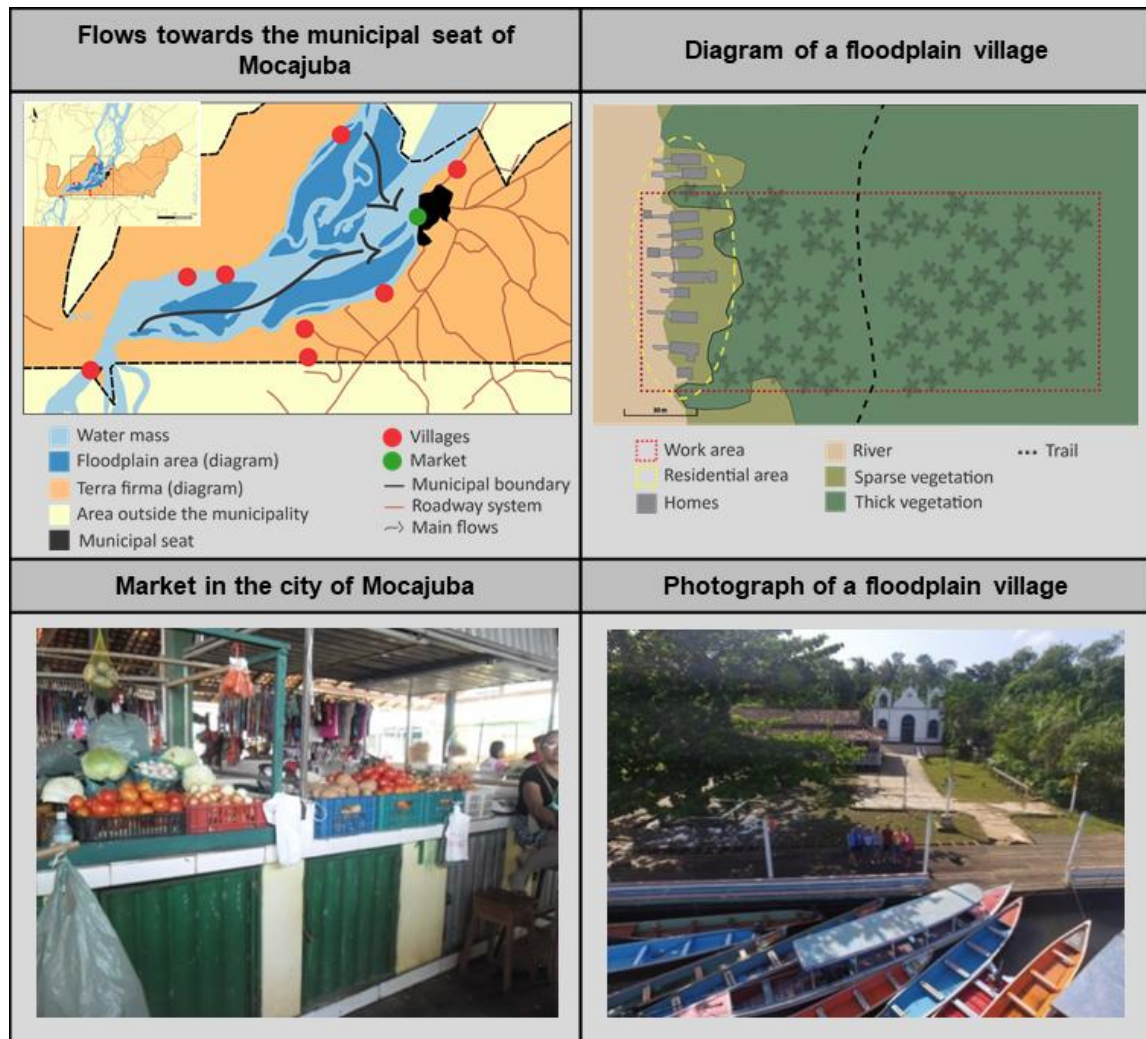 Flows towards the municipal seat of
Mocajuba
Diagram of a floodplain village
Water mass
Floodplain area (diagram)
Terra firma (diagram)
Area outside the municipality
Municipal seat
Villages
Market
Municipal boundary
Roadway system
Main flows
Work area
Residential area
Homes
River
Sparse vegetation
Thick vegetation
Trail
Market in the city of Mocajuba
Photograph of a floodplain village